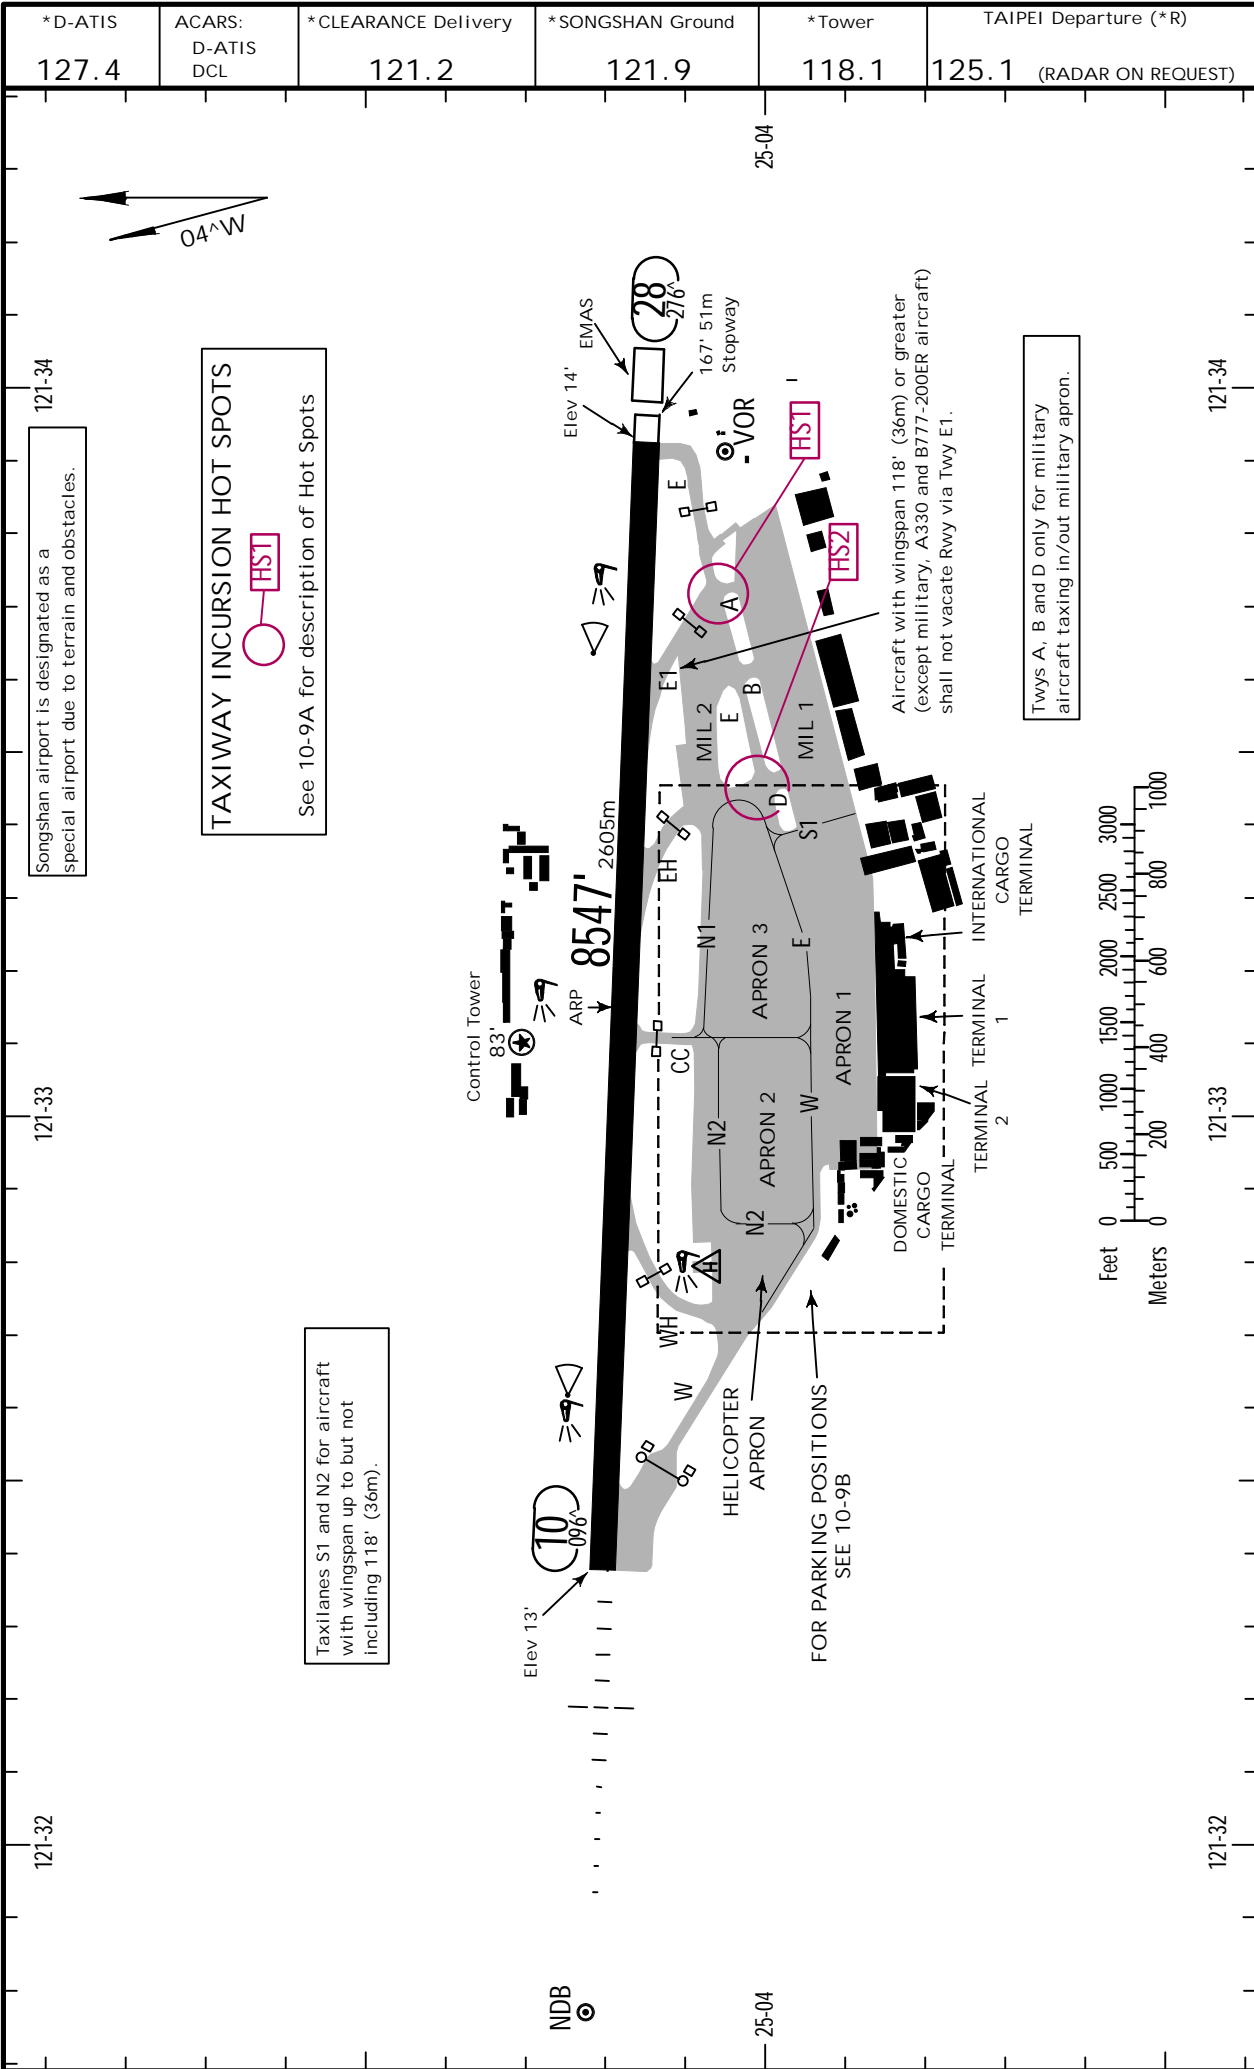 *D-ATIS
127.4
ACARS:
D-ATIS
DCL
*CLEARANCE Delivery
121.2
*SONGSHAN Ground
121.9
*Tower
118.1
TAIPEI Departure (*R)
125.1 (RADAR ON REQUEST)
25-04
04^W
121-34
121-34
Songshan airport is designated as a
special airport due to terrain and obstacles.
TAXIWAY INCURSION HOT SPOTS
HS1
See 10-9A for description of Hot Spots
28
276^
EMAS
Elev 14'
167' 51m
Stopway
VOR
HS1
HS2
E
A
E1
B
E
MIL 2
MIL 1
D
S1
Aircraft with wingspan 118' (36m) or greater
(except military, A330 and B777-200ER aircraft)
shall not vacate Rwy via Twy E1.
Twys A, B and D only for military
aircraft taxing in/out military apron.
8547'
2605m
EH
N1
APRON 3
E
ARP
Control Tower
83'
CC
APRON 1
N2
APRON 2
W
N2
H
WH
W
INTERNATIONAL
CARGO
TERMINAL
TERMINAL
1
TERMINAL
2
DOMESTIC
CARGO
TERMINAL
121-33
121-33
Feet 0 500 1000 1500 2000 2500 3000
Meters 0 200 400 600 800 1000
HELICOPTER
APRON
FOR PARKING POSITIONS
SEE 10-9B
Taxilanes S1 and N2 for aircraft
with wingspan up to but not
including 118' (36m).
10
096^
Elev 13'
121-32
121-32
NDB
25-04